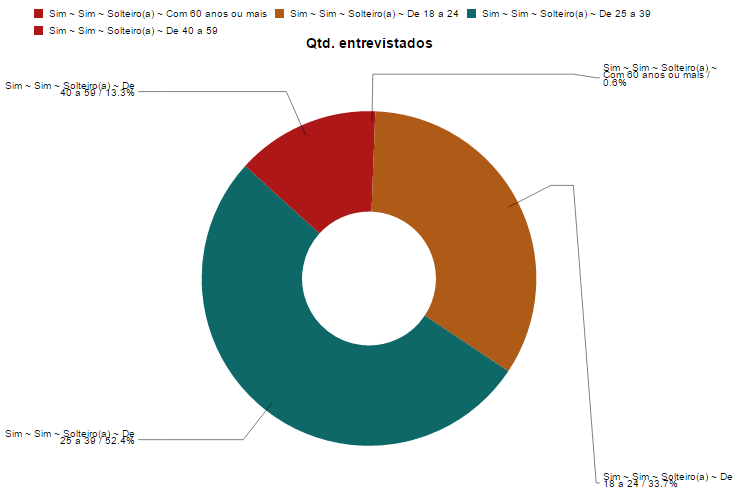 Sim ~ Sim ~ Solteiro(a) ~ Com 60 anos ou mais
Sim ~ Sim ~ Solteiro(a) ~ De 18 a 24
Sim ~ Sim ~ Solteiro(a) ~ De 25 a 39
Sim ~ Sim ~ Solteiro(a) ~ De 40 a 59
Qtd. entrevistados
Sim ~ Sim ~ Solteiro(a) ~
Com 60 anos ou mais /
0.6%
Sim ~ Sim ~ Solteiro(a) ~ De
40 a 59 / 13.3%
Sim ~ Sim ~ Solteiro(a) ~ De
25 a 39 / 52.4%
Sim ~ Sim ~ Solteiro(a) ~ De
18 a 24 / 33.7%